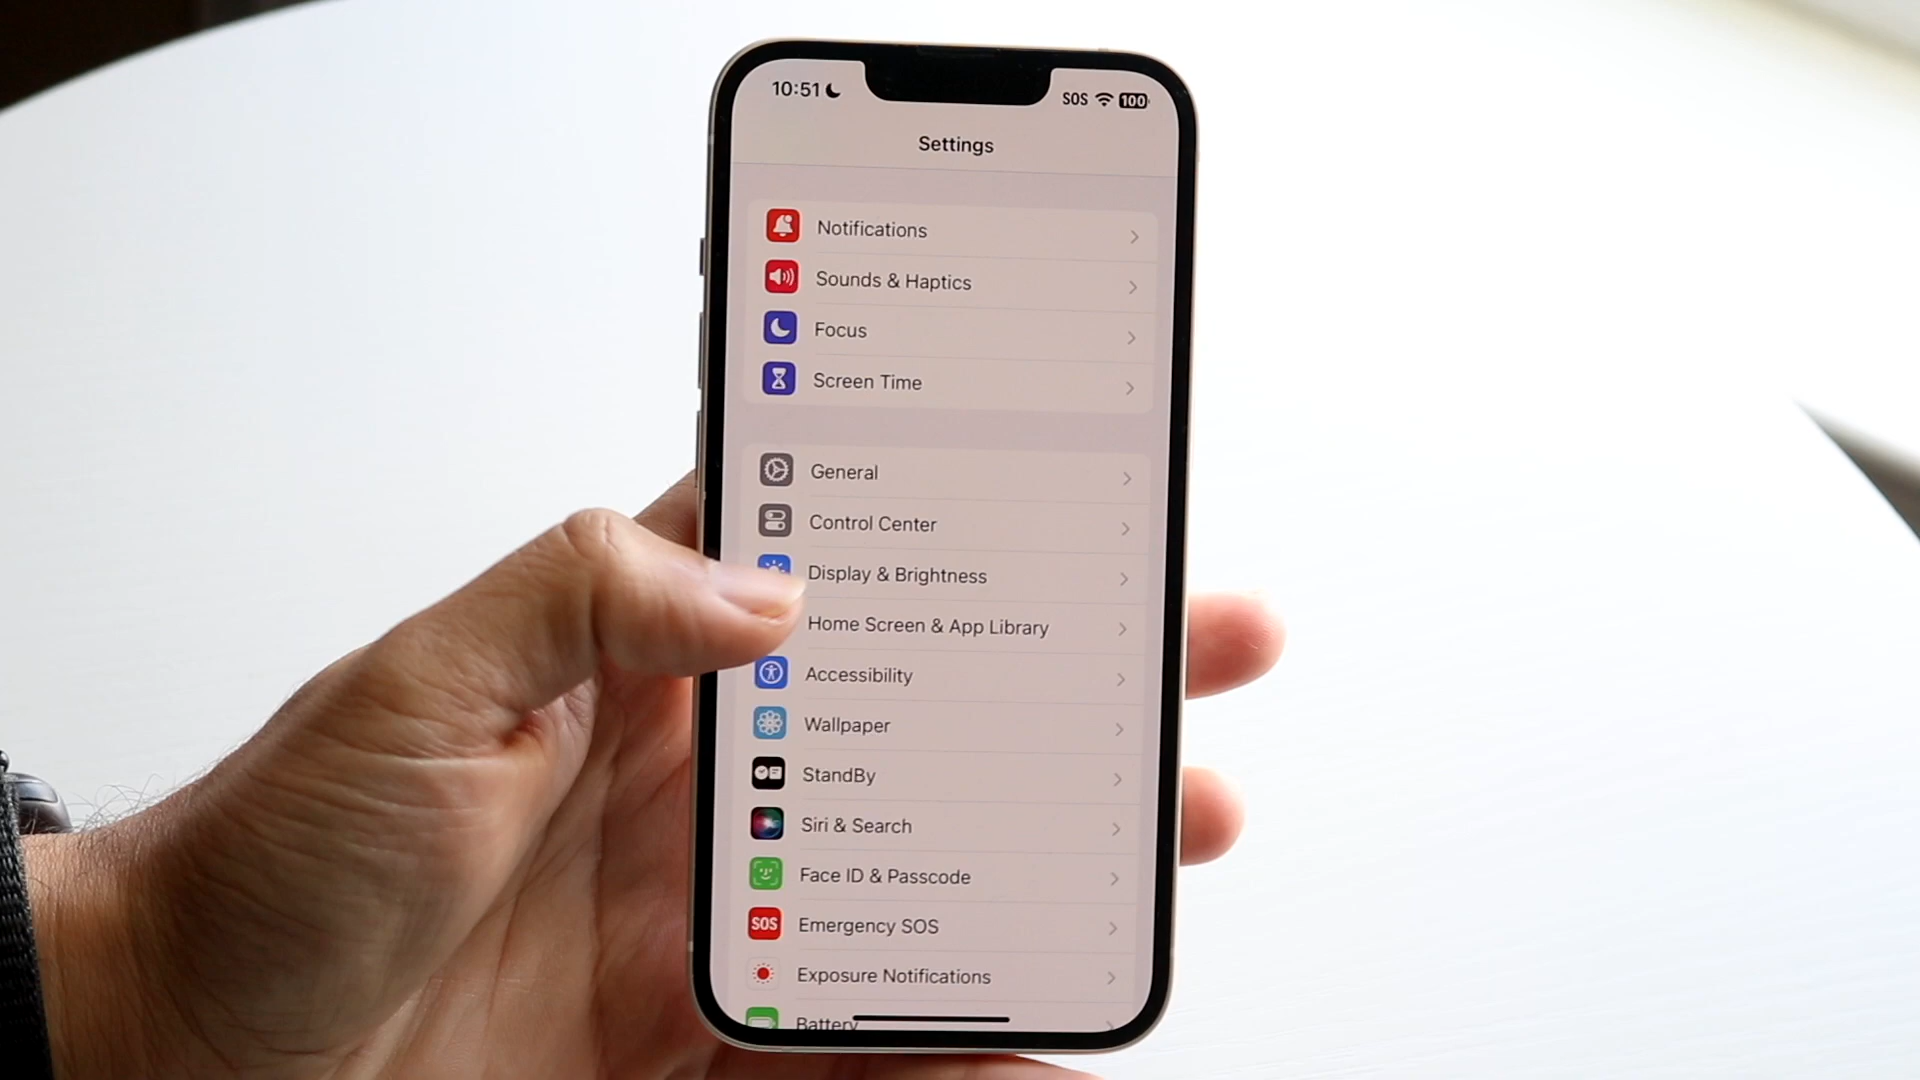 10:51
SOS 100
Settings
Notifications
Sounds & Haptics
Focus
Screen Time
General
Control Center
Display & Brightness
Home Screen & App Library
Accessibility
Wallpaper
StandBy
Siri & Search
Face ID & Passcode
SOS Emergency SOS
Exposure Notifications
Battery